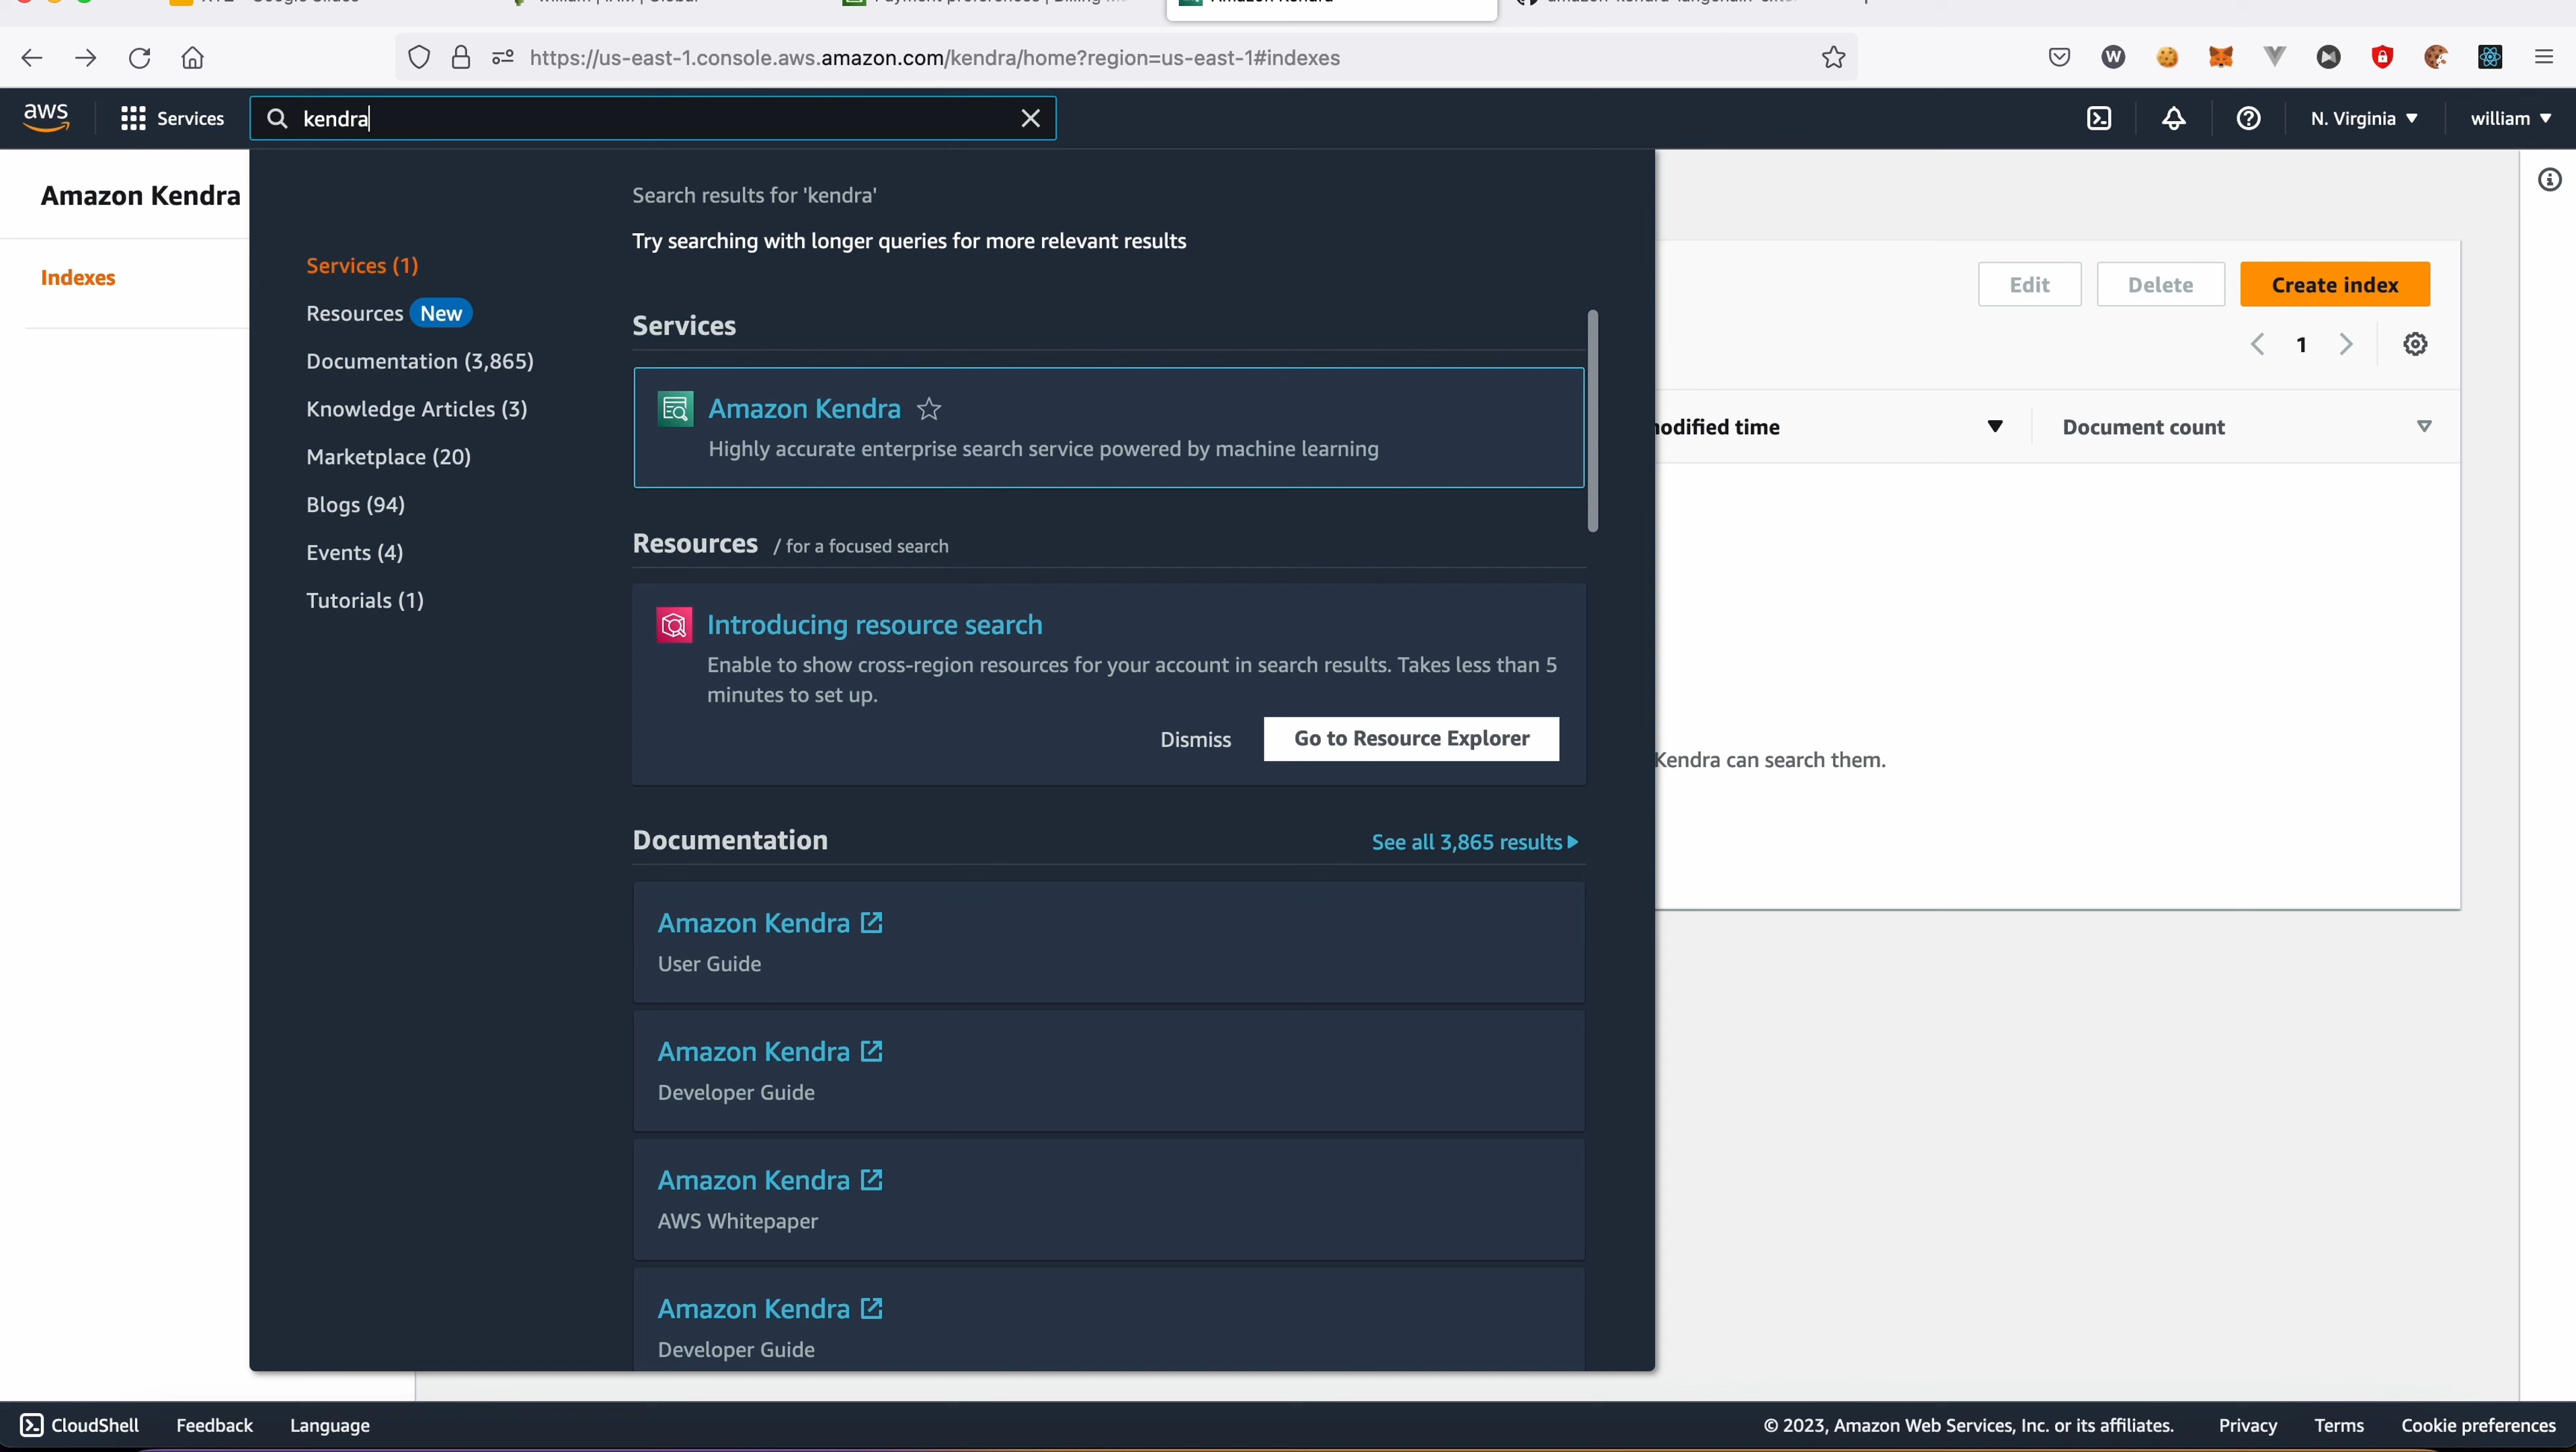 https://us-east-1.console.aws.amazon.com/kendra/home?region=us-east-1#indexes
W
aws
Services
kendra
N. Virginia
william
Amazon Kendra
Indexes
Search results for 'kendra'
Try searching with longer queries for more relevant results
Services (1)
Resources New
Documentation (3,865)
Knowledge Articles (3)
Marketplace (20)
Blogs (94)
Events (4)
Tutorials (1)
Services
Amazon Kendra
Highly accurate enterprise search service powered by machine learning
Resources / for a focused search
Introducing resource search
Enable to show cross-region resources for your account in search results. Takes less than 5
minutes to set up.
Dismiss
Go to Resource Explorer
Documentation
See all 3,865 results
Amazon Kendra
User Guide
Amazon Kendra
Developer Guide
Amazon Kendra
AWS Whitepaper
Amazon Kendra
Developer Guide
Edit
Delete
Create index
1
odified time
Document count
Kendra can search them.
CloudShell
Feedback
Language
© 2023, Amazon Web Services, Inc. or its affiliates.
Privacy
Terms
Cookie preferences